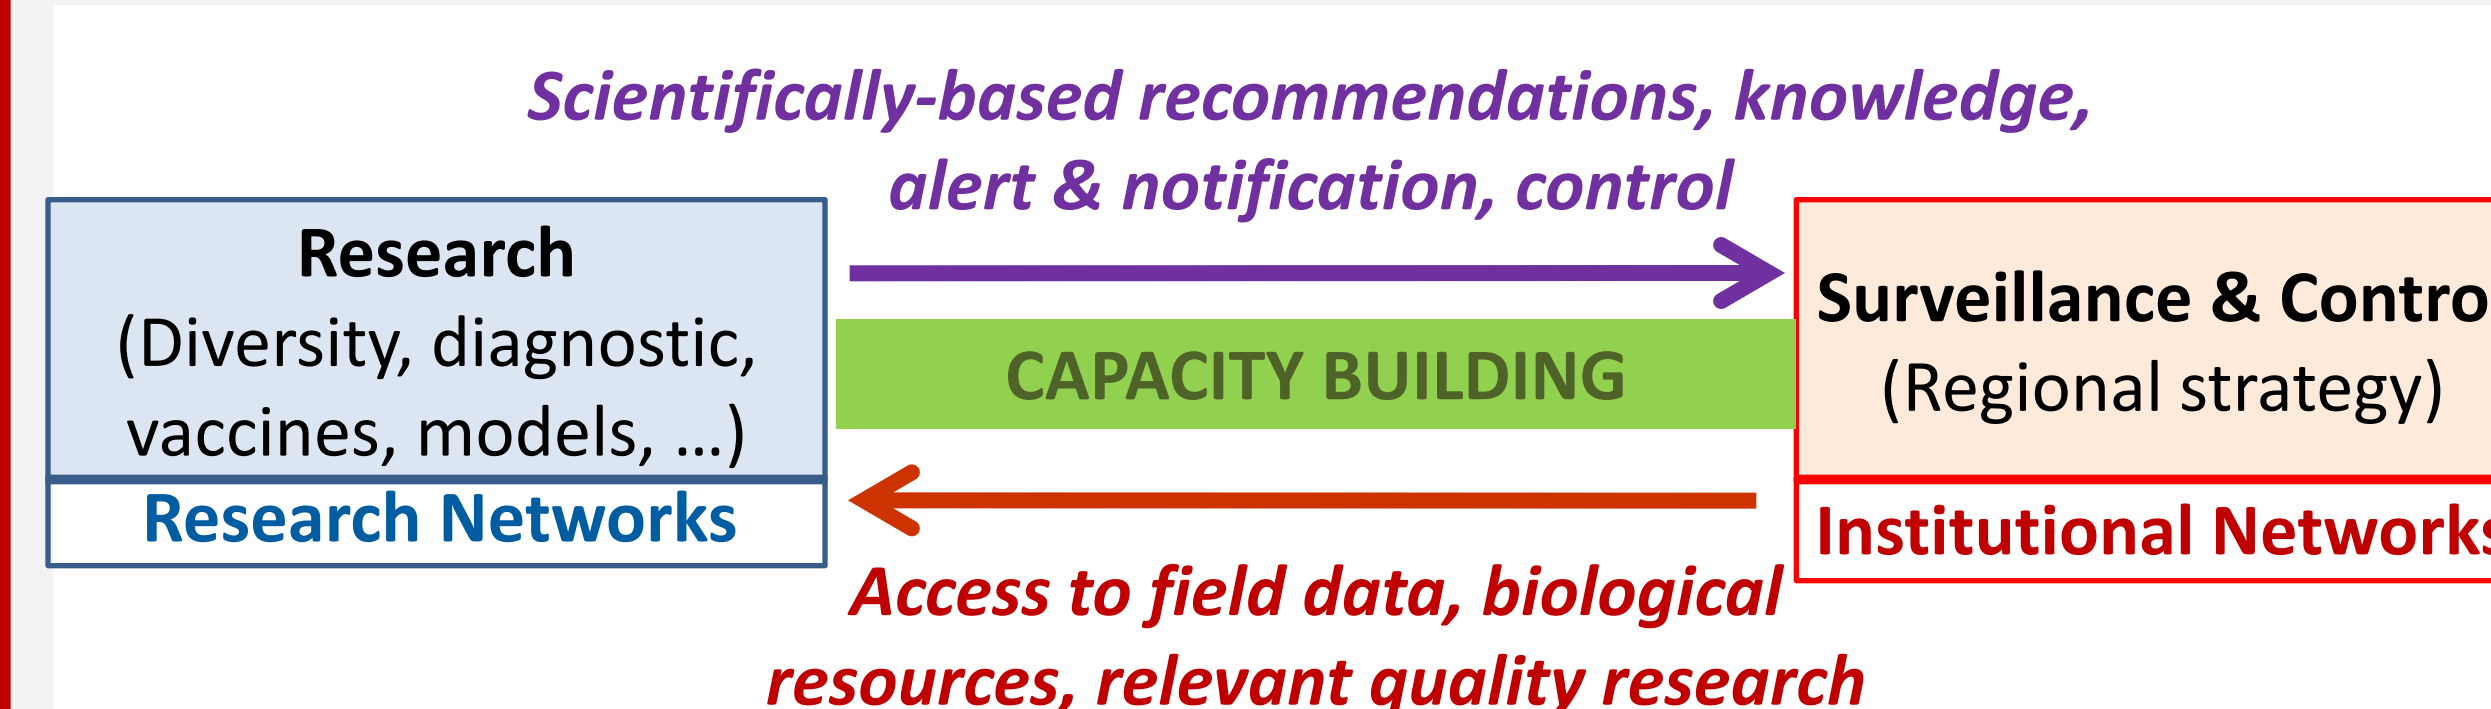 Scientifically-based recommendations, knowledge,
alert & notification, control
Research
(Diversity, diagnostic,
vaccines, models, ...)
Research Networks
CAPACITY BUILDING
Surveillance & Contro
(Regional strategy)
Institutional Networks
Access to field data, biological
resources, relevant quality research